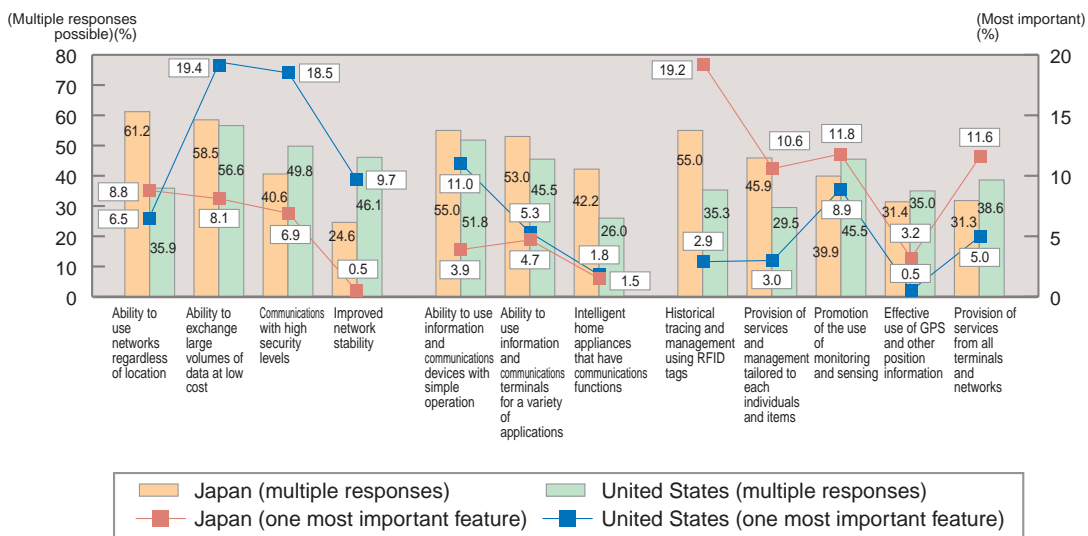 (Multiple responses
possible)(%)
(Most important)
(%)
80
70
60
50
40
30
20
10
0
20
15
10
5
0
61.2
35.9
8.8
6.5
58.5
56.6
19.4
8.1
40.6
49.8
18.5
6.9
24.6
46.1
9.7
0.5
55.0
51.8
11.0
3.9
53.0
45.5
5.3
4.7
42.2
26.0
1.8
1.5
55.0
35.3
19.2
2.9
45.9
29.5
10.6
3.0
39.9
45.5
11.8
8.9
31.4
35.0
3.2
0.5
31.3
38.6
11.6
5.0
Ability to
use
networks
regardless
of location
Ability to
exchange
large
volumes of
data at low
cost
Communications
with high
security
levels
Improved
network
stability
Ability to use
information
and
communications
devices with
simple
operation
Ability to
use
information
and
communications
terminals
for a variety
of
applications
Intelligent
home
appliances
that have
communications
functions
Historical
tracing and
management
using RFID
tags
Provision of
services
and
management
tailored to
each
individuals
and items
Promotion of
the use
of
monitoring
and sensing
Effective
use of GPS
and other
position
information
Provision of
services
from all
terminals
and
networks
Japan (multiple responses)
United States (multiple responses)
Japan (one most important feature)
United States (one most important feature)